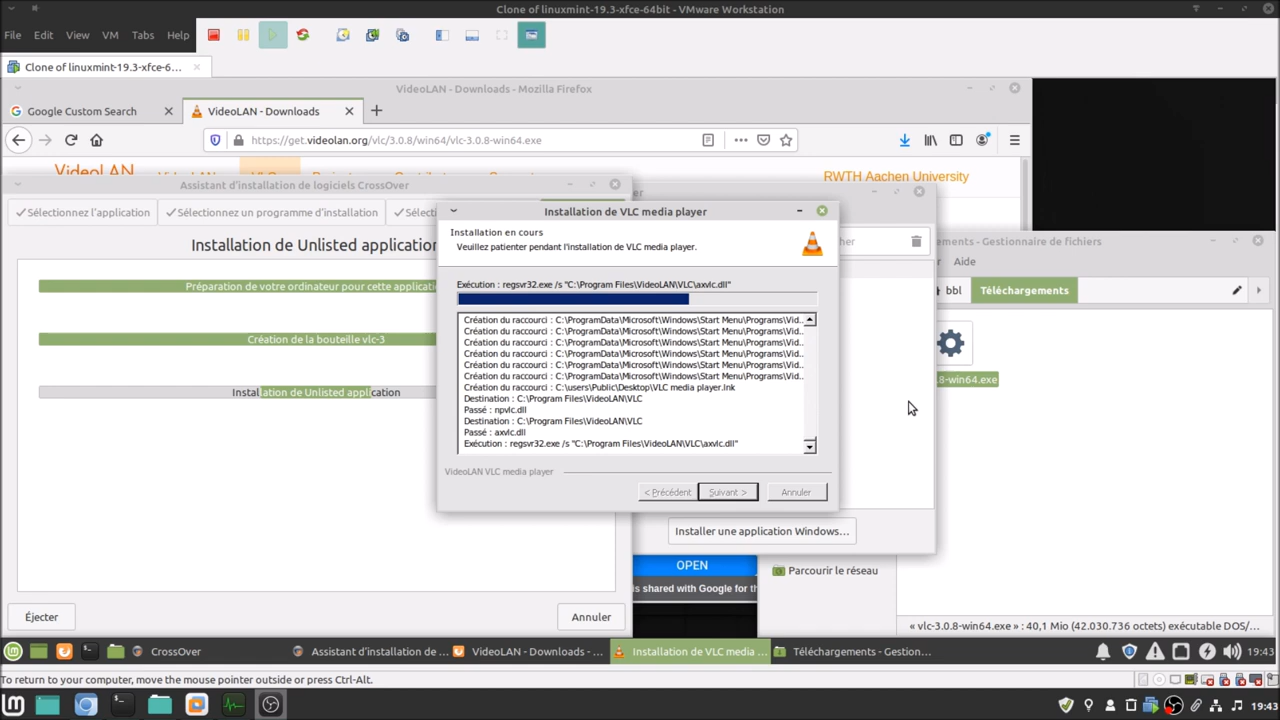 Clone of linuxmint-19.3-xfce-64bit - VMware Workstation
File Edit View VM Tabs Help
Clone of linuxmint-19.3-xfce-6...
VideoLAN - Downloads - Mozilla Firefox
Google Custom Search
VideoLAN - Downloads
https://get.videolan.org/vlc/3.0.8/win64/vlc-3.0.8-win64.exe
VideoLAN
RWTH Aachen University
Assistant d'installation de logiciels CrossOver
Sélectionnez l'application
Sélectionnez un programme d'installation
Sélecti
Installation de Unlisted application
Préparation de votre ordinateur pour cette applicatio
Création de la bouteille vlc-3
Installation de Unlisted application
Éjecter
Annuler
Installation de VLC media player
Installation en cours
Veuillez patienter pendant l'installation de VLC media player.
Exécution : regsvr32.exe /s "C:\Program Files\VideoLAN\VLC\axvlc.dll"
Création du raccourci : C:\ProgramData\Microsoft\Windows\Start Menu\Programs\Vid...
Création du raccourci : C:\ProgramData\Microsoft\Windows\Start Menu\Programs\Vid...
Création du raccourci : C:\ProgramData\Microsoft\Windows\Start Menu\Programs\Vid...
Création du raccourci : C:\ProgramData\Microsoft\Windows\Start Menu\Programs\Vid...
Création du raccourci : C:\ProgramData\Microsoft\Windows\Start Menu\Programs\Vid...
Création du raccourci : C:\ProgramData\Microsoft\Windows\Start Menu\Programs\Vid...
Création du raccourci : C:\users\Public\Desktop\VLC media player.lnk
Destination : C:\Program Files\VideoLAN\VLC
Passé : npvlc.dll
Destination : C:\Program Files\VideoLAN\VLC
Passé : axvlc.dll
Exécution : regsvr32.exe /s "C:\Program Files\VideoLAN\VLC\axvlc.dll"
VideoLAN VLC media player
< Précédent
Suivant >
Annuler
er
her
Installer une application Windows...
OPEN
is shared with Google for th
ements - Gestionnaire de fichiers
r Aide
bbl
Téléchargements
.8-win64.exe
Parcourir le réseau
« vlc-3.0.8-win64.exe » : 40,1 Mio (42.030.736 octets) exécutable DOS/...
CrossOver
Assistant d'installation de ...
VideoLAN - Downloads - ...
Installation de VLC media ...
Téléchargements - Gestion...
19:43
To return to your computer, move the mouse pointer outside or press Ctrl-Alt.
19:43